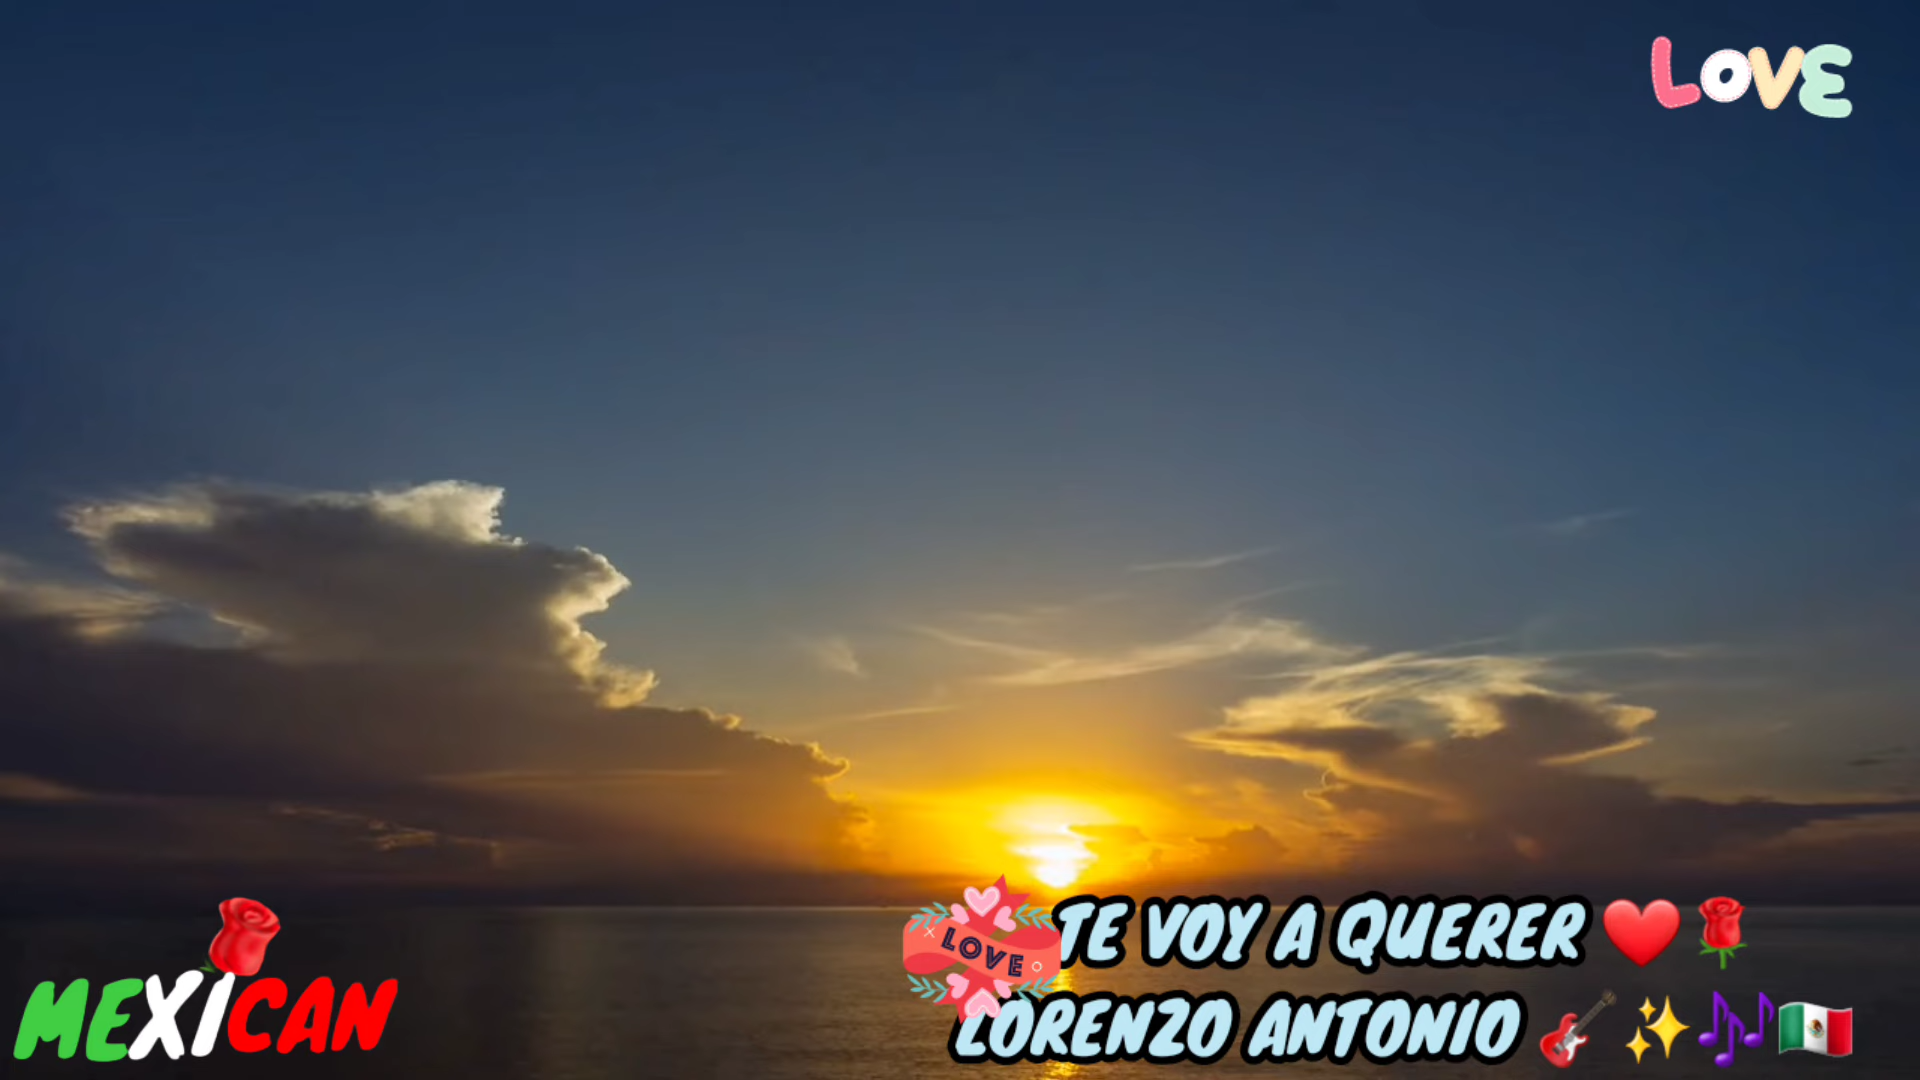 LOVE
LOVE
TE VOY A QUERER ❤️🌹
LORENZO ANTONIO 🎸✨🎶🇲🇽
MEXICAN